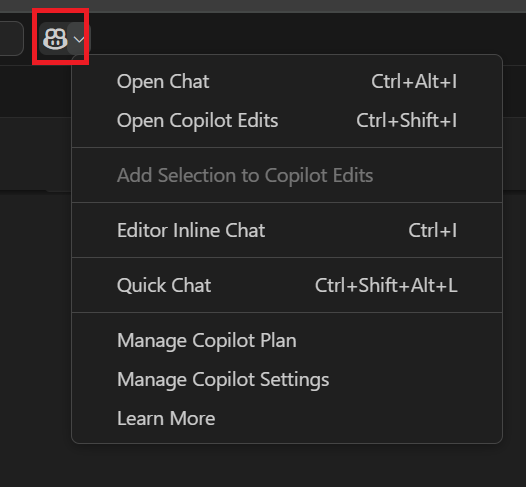 Open Chat Ctrl+Alt+I
Open Copilot Edits Ctrl+Shift+I
Add Selection to Copilot Edits
Editor Inline Chat Ctrl+I
Quick Chat Ctrl+Shift+Alt+L
Manage Copilot Plan
Manage Copilot Settings
Learn More